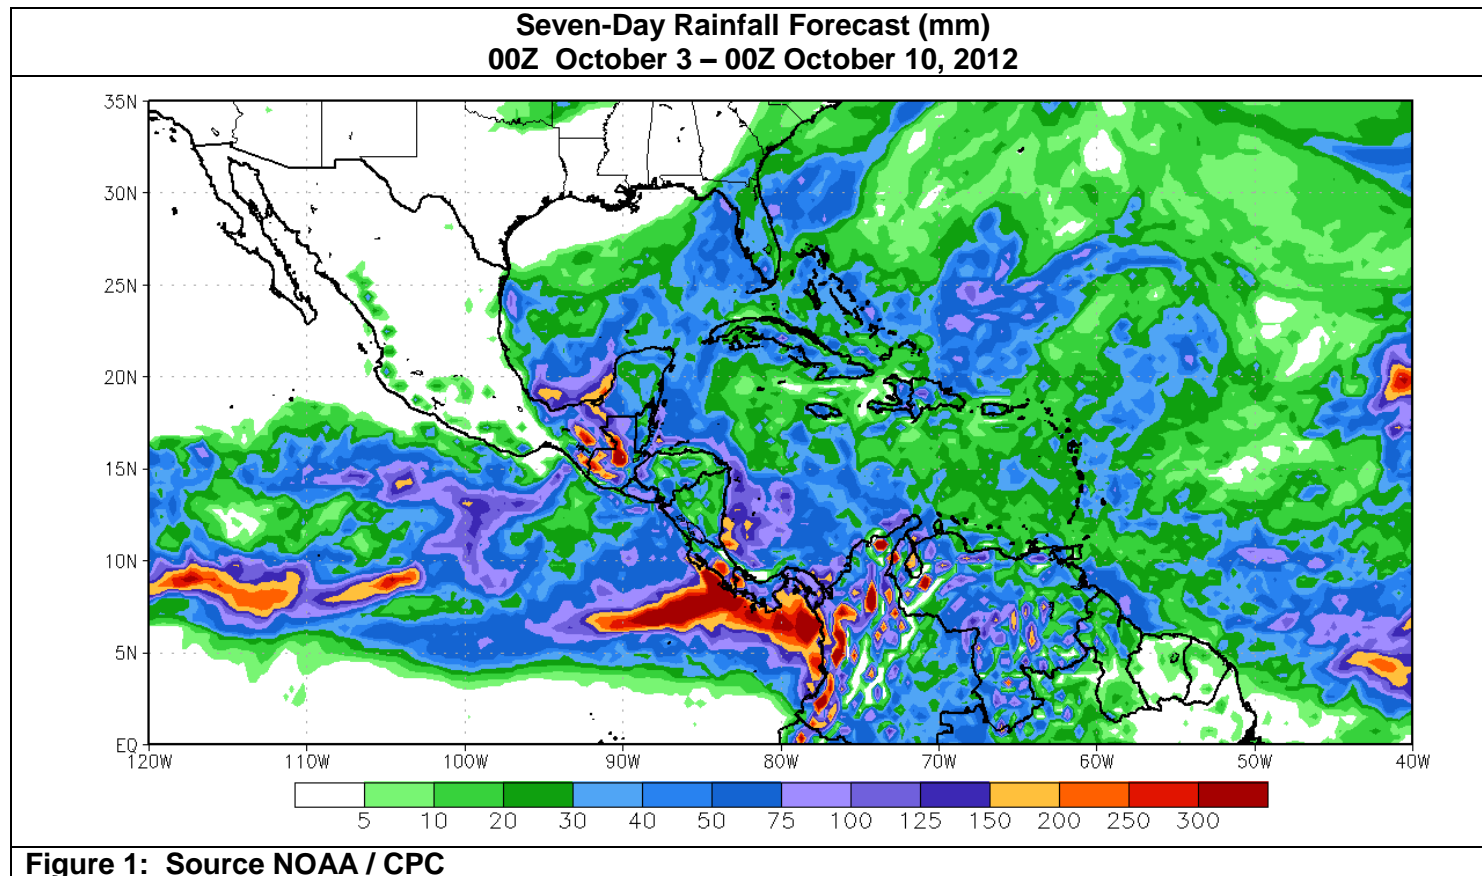 Seven-Day Rainfall Forecast (mm)
00Z  October 3 – 00Z October 10, 2012
35N
30N
25N
20N
15N
10N
5N
EQ
120W 110W 100W 90W 80W 70W 60W 50W 40W
5 10 20 30 40 50 75 100 125 150 200 250 300
Figure 1:  Source NOAA / CPC